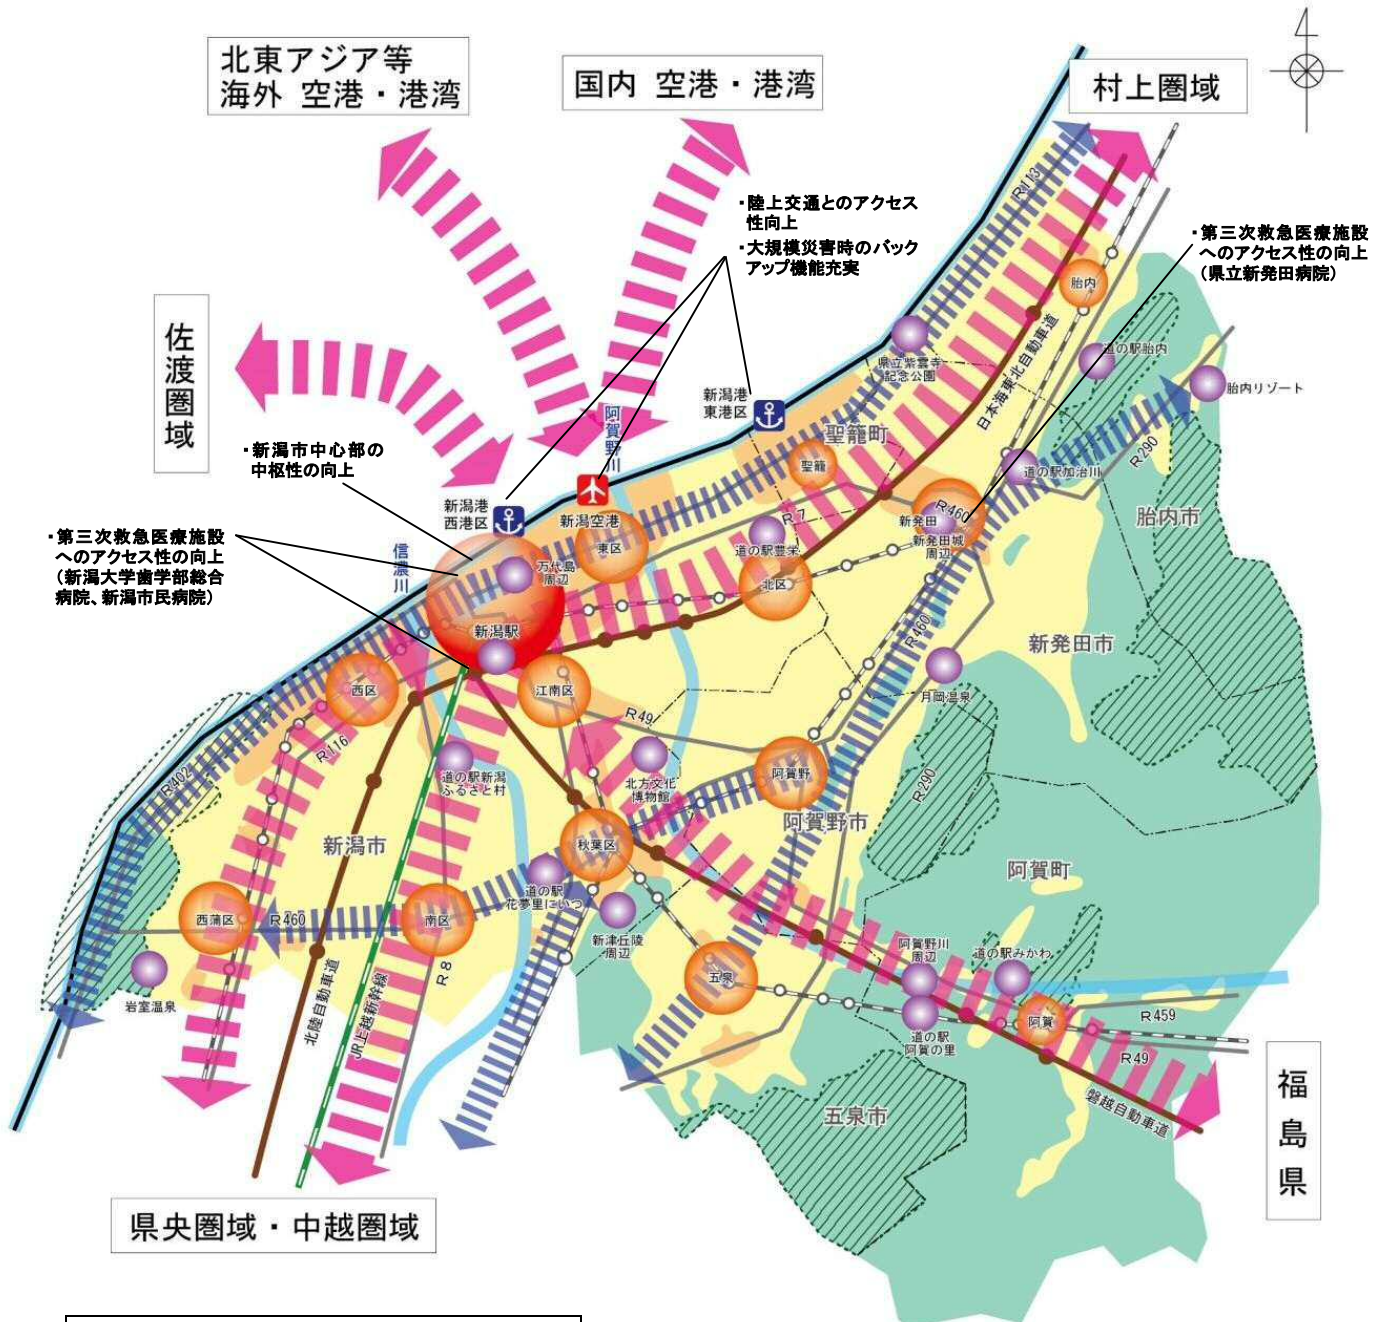 北東アジア等
海外 空港・港湾
国内 空港・港湾
村上圏域
・陸上交通とのアクセス
性向上
・大規模災害時のバック
アップ機能充実
・第三次救急医療施設
へのアクセス性の向上
(県立新発田病院)
R113
胎内
佐渡圏域
日本海東北自動車道
道の駅胎内
県立紫雲寺
記念公園
胎内リゾート
新潟港
東港区
阿賀野川
聖籠町
・新潟市中心部の
中枢性の向上
聖籠
道の駅加治川
R290
新潟港
西港区
新潟空港
R7
新発田
R460
胎内市
・第三次救急医療施設
へのアクセス性の向上
(新潟大学歯学部総合
病院、新潟市民病院)
信濃川
東区
道の駅豊栄
新発田城
周辺
万代島
周辺
北区
新潟駅
R460
新発田市
西区
江南区
月岡温泉
R49
R116
R402
道の駅新潟
ふるさと村
北方文化
博物館
阿賀野
R290
阿賀野市
新潟市
秋葉区
阿賀町
道の駅
花夢里にいつ
西蒲区
R460
南区
新津丘陵
周辺
阿賀野川
周辺
道の駅みかわ
五泉
岩室温泉
北陸自動車道
JR上越新幹線
R8
道の駅
阿賀の里
阿賀
R459
R49
磐越自動車道
五泉市
福島県
県央圏域・中越圏域